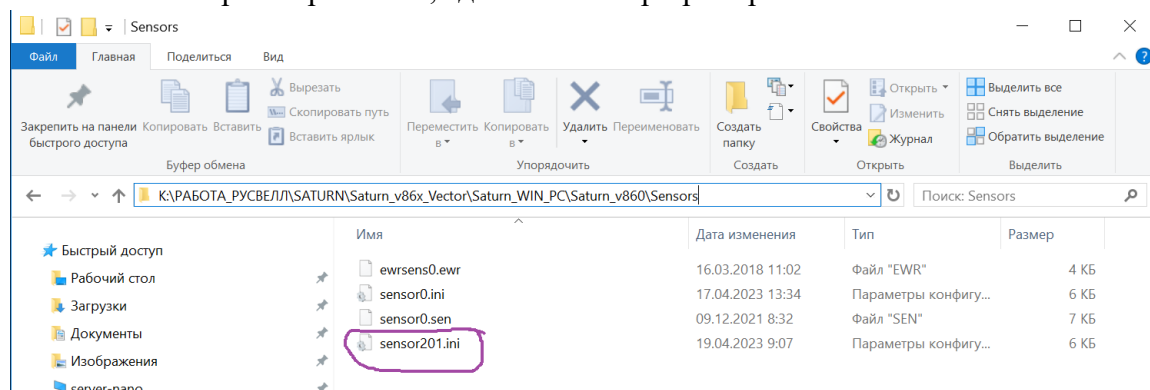 Sensors
Файл Главная Поделиться Вид
Закрепить на панели быстрого доступа
Копировать
Вставить
Вырезать
Скопировать путь
Вставить ярлык
Буфер обмена
Переместить в
Копировать в
Удалить
Переименовать
Упорядочить
Создать папку
Создать
Свойства
Открыть
Изменить
Журнал
Открыть
Выделить все
Снять выделение
Обратить выделение
Выделить
K:\РАБОТА_РУСВЕЛЛ\SATURN\Saturn_v86x_Vector\Saturn_WIN_PC\Saturn_v860\Sensors
Поиск: Sensors
Имя Дата изменения Тип Размер
Быстрый доступ
Рабочий стол
Загрузки
Документы
Изображения
server-nano
ewrsens0.ewr 16.03.2018 11:02 Файл "EWR" 4 КБ
sensor0.ini 17.04.2023 13:34 Параметры конфигу... 6 КБ
sensor0.sen 09.12.2021 8:32 Файл "SEN" 7 КБ
sensor201.ini 19.04.2023 9:07 Параметры конфигу... 6 КБ